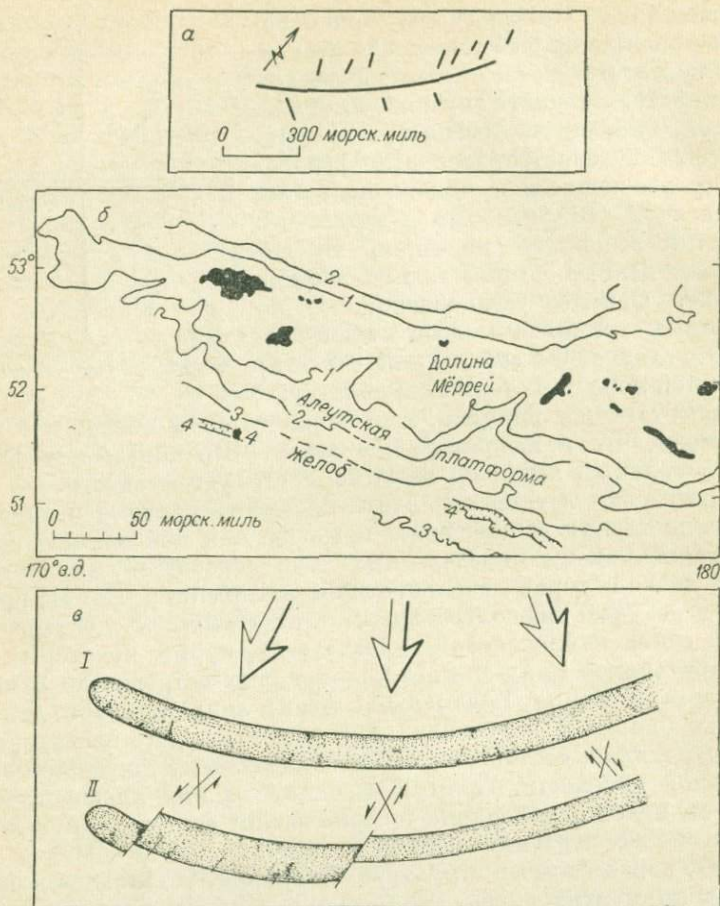 а
0 300 морск. миль
б
53°
2
1
Долина
Мёррей
52
1
Алеутская
2
3
4 4
Желоб
платформа
51
4
0 50 морск. миль
3
170° в.д. 180
в
I
II